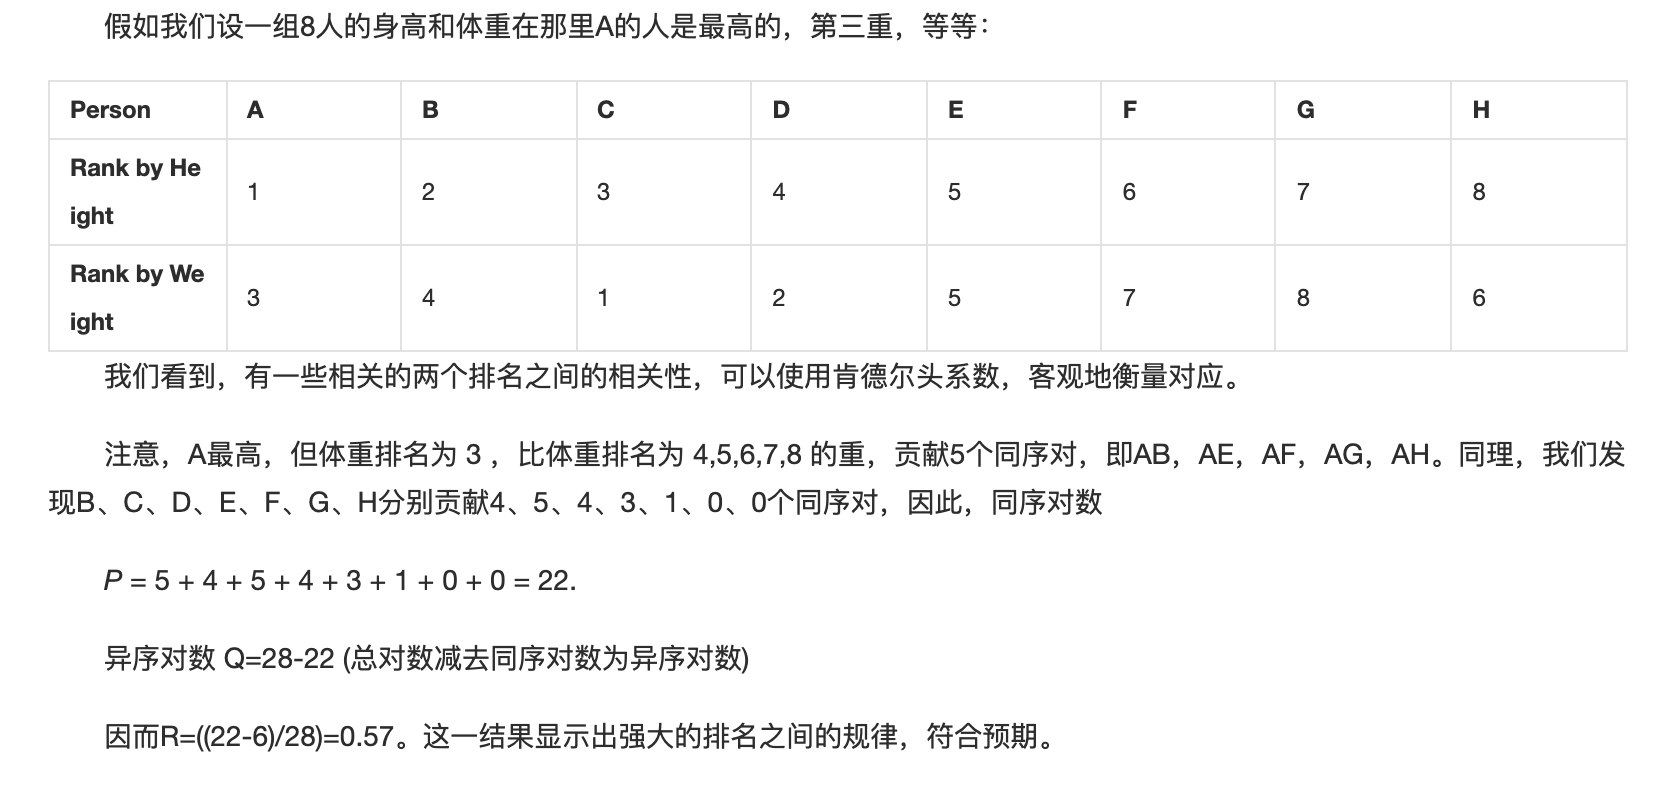 假如我们设一组8人的身高和体重在那里A的人是最高的，第三重，等等：
Person A B C D E F G H
Rank by He
ight 1 2 3 4 5 6 7 8
Rank by We
ight 3 4 1 2 5 7 8 6
我们看到，有一些相关的两个排名之间的相关性，可以使用肯德尔头系数，客观地衡量对应。
注意，A最高，但体重排名为 3 ，比体重排名为 4,5,6,7,8 的重，贡献5个同序对，即AB，AE，AF，AG，AH。同理，我们发
现B、C、D、E、F、G、H分别贡献4、5、4、3、1、0、0个同序对，因此，同序对数
P = 5 + 4 + 5 + 4 + 3 + 1 + 0 + 0 = 22.
异序对数 Q=28-22 (总对数减去同序对数为异序对数)
因而R=((22-6)/28)=0.57。这一结果显示出强大的排名之间的规律，符合预期。